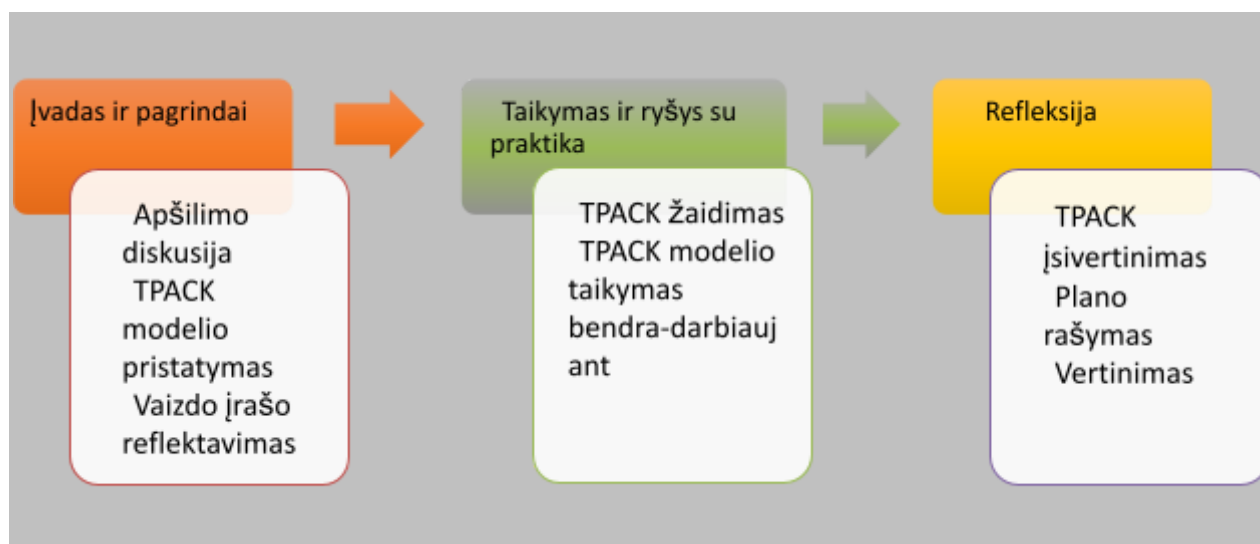 Įvadas ir pagrindai
Apšilimo
diskusija
TPACK
modelio
pristatymas
Vaizdo įrašo
reflektavimas
Taikymas ir ryšys su
praktika
TPACK žaidimas
TPACK modelio
taikymas
bendra-darbiauj
ant
Refleksija
TPACK
įsivertinimas
Plano
rašymas
Vertinimas